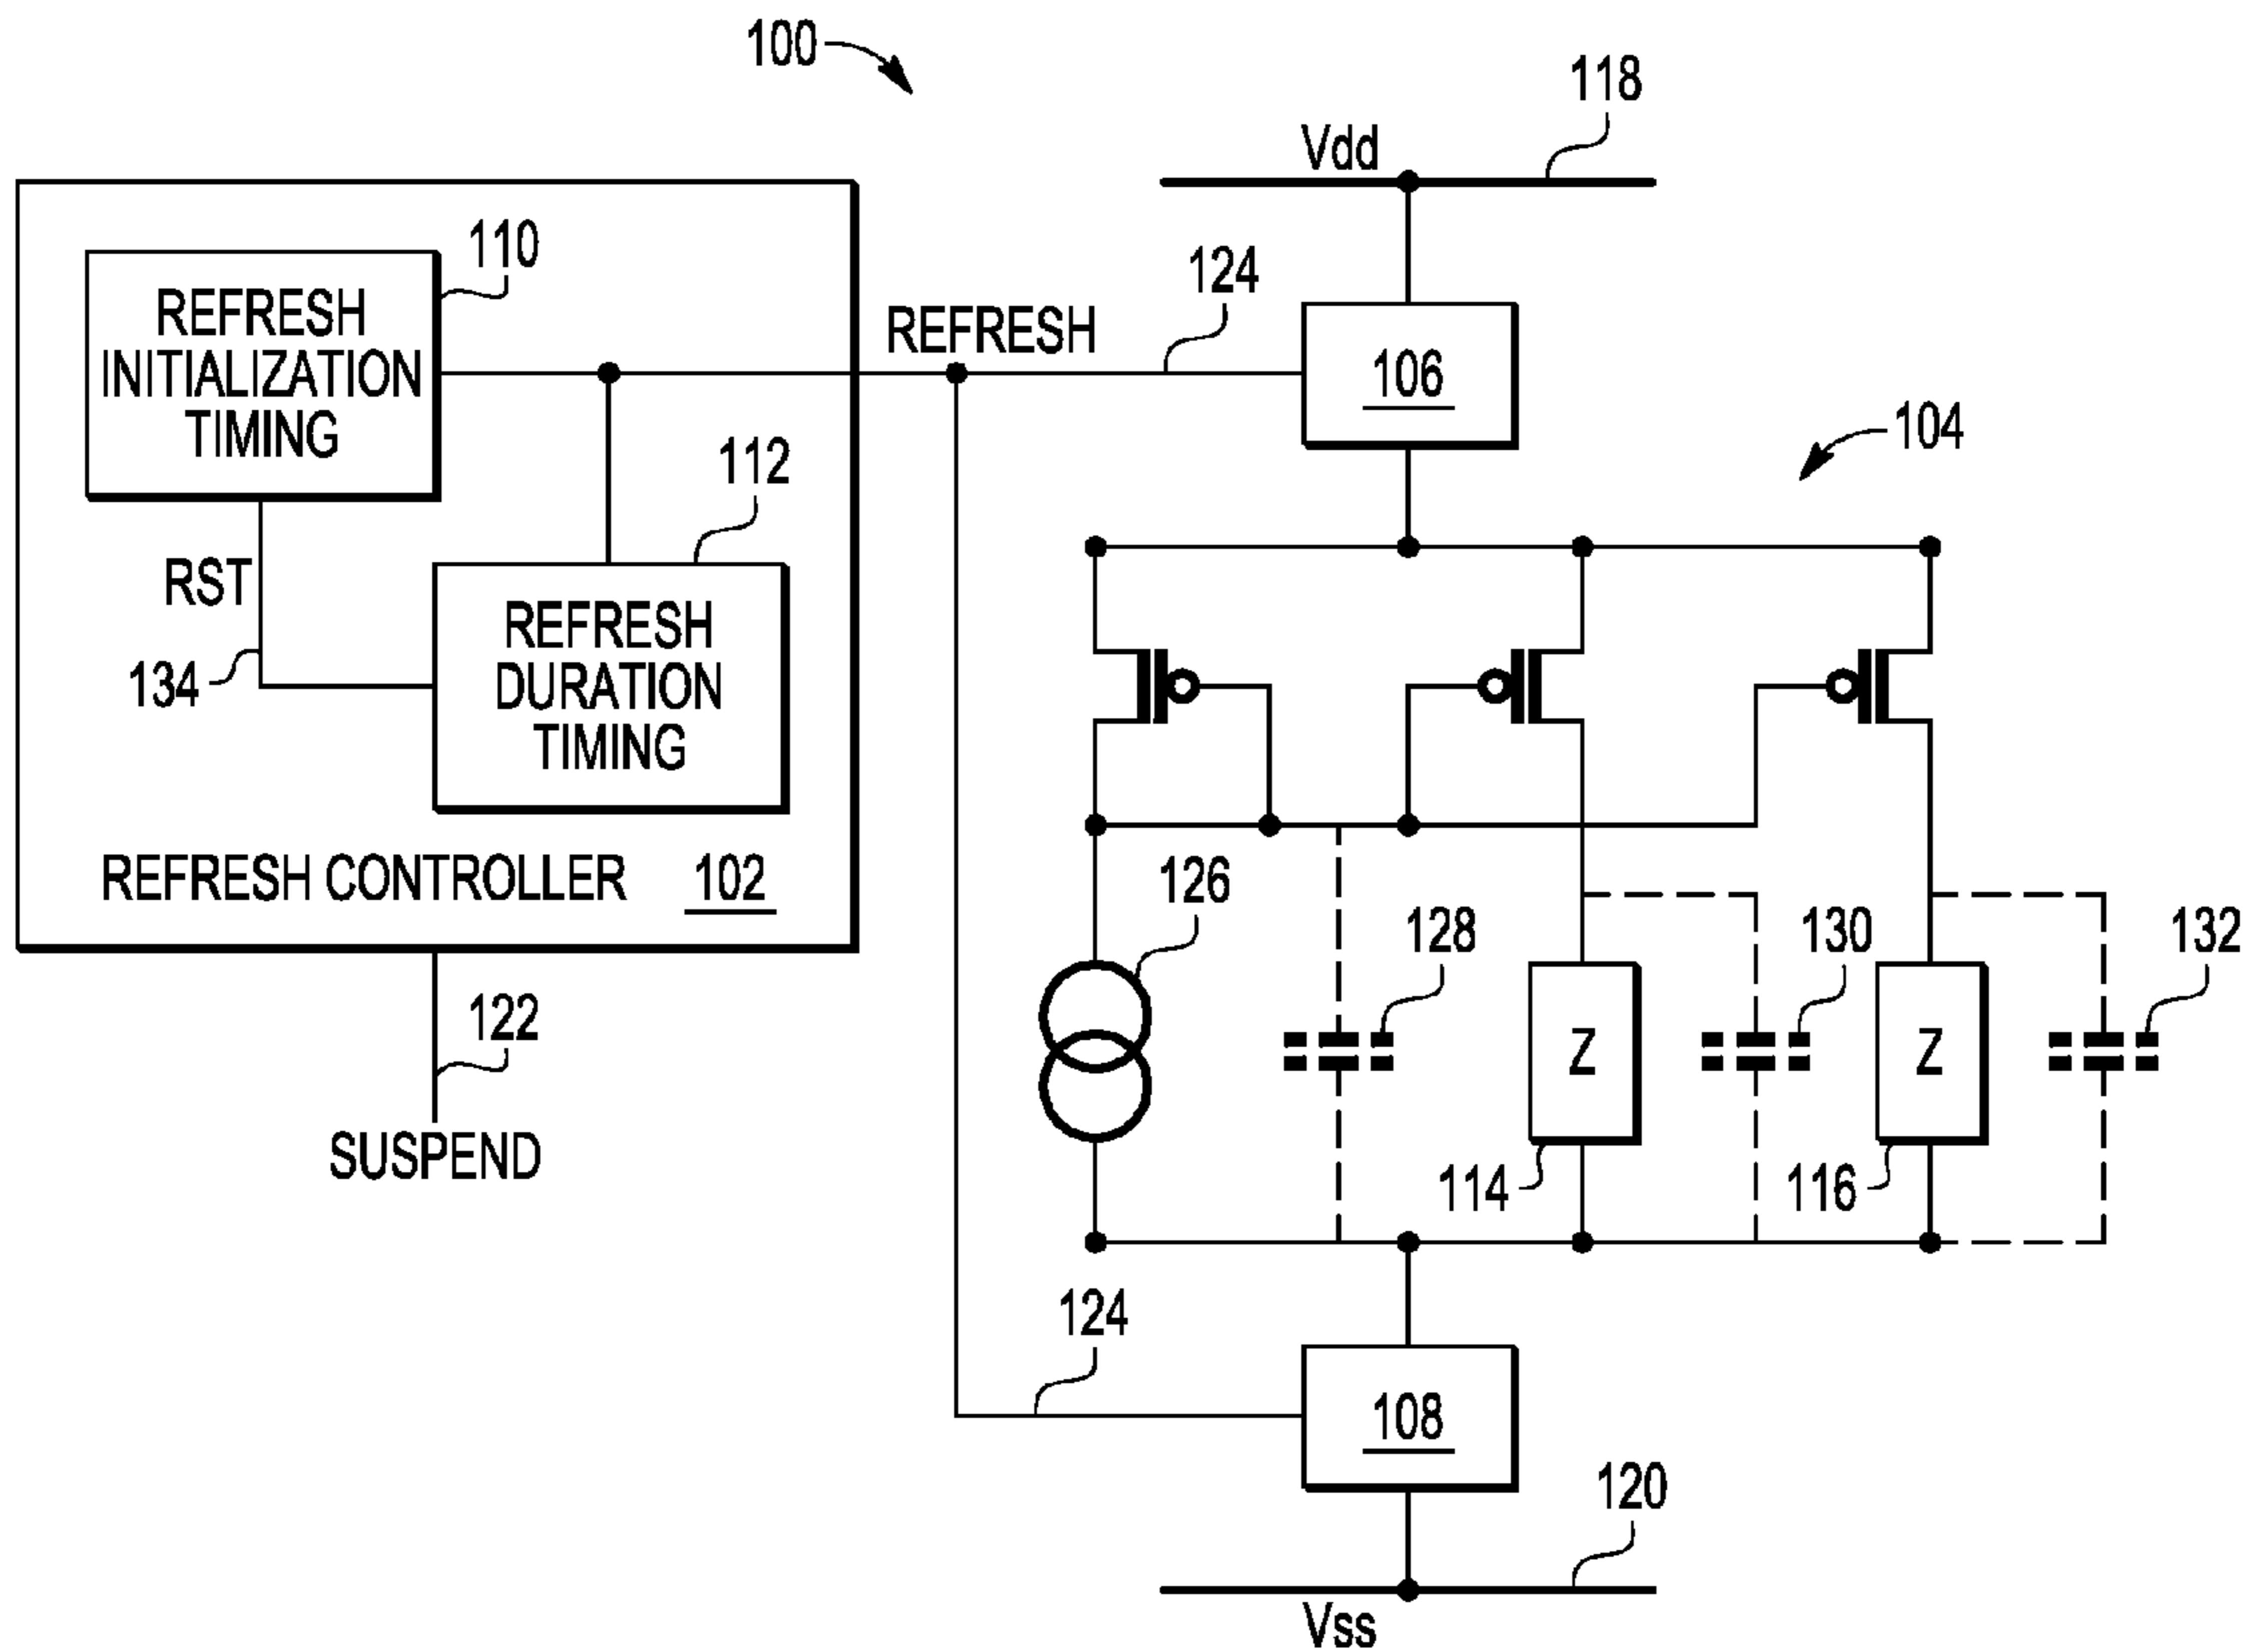 100
118
Vdd
110
REFRESH
INITIALIZATION
TIMING
124
REFRESH
106
104
112
RST
REFRESH
DURATION
TIMING
134
REFRESH CONTROLLER 102
126
128
130
132
122
Z
Z
SUSPEND
114
116
124
108
120
Vss